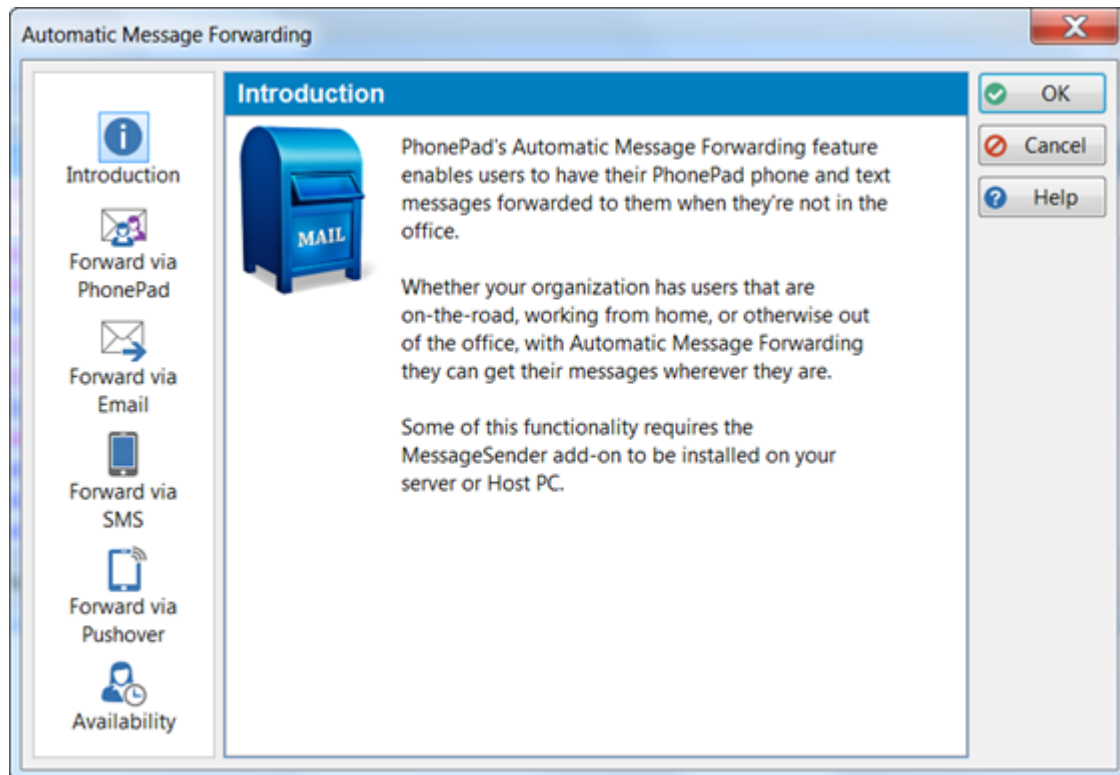 Automatic Message Forwarding
Introduction
Forward via
PhonePad
Forward via
Email
Forward via
SMS
Forward via
Pushover
Availability
Introduction
MAIL
PhonePad's Automatic Message Forwarding feature
enables users to have their PhonePad phone and text
messages forwarded to them when they're not in the
office.
Whether your organization has users that are
on-the-road, working from home, or otherwise out
of the office, with Automatic Message Forwarding
they can get their messages wherever they are.
Some of this functionality requires the
MessageSender add-on to be installed on your
server or Host PC.
OK
Cancel
Help